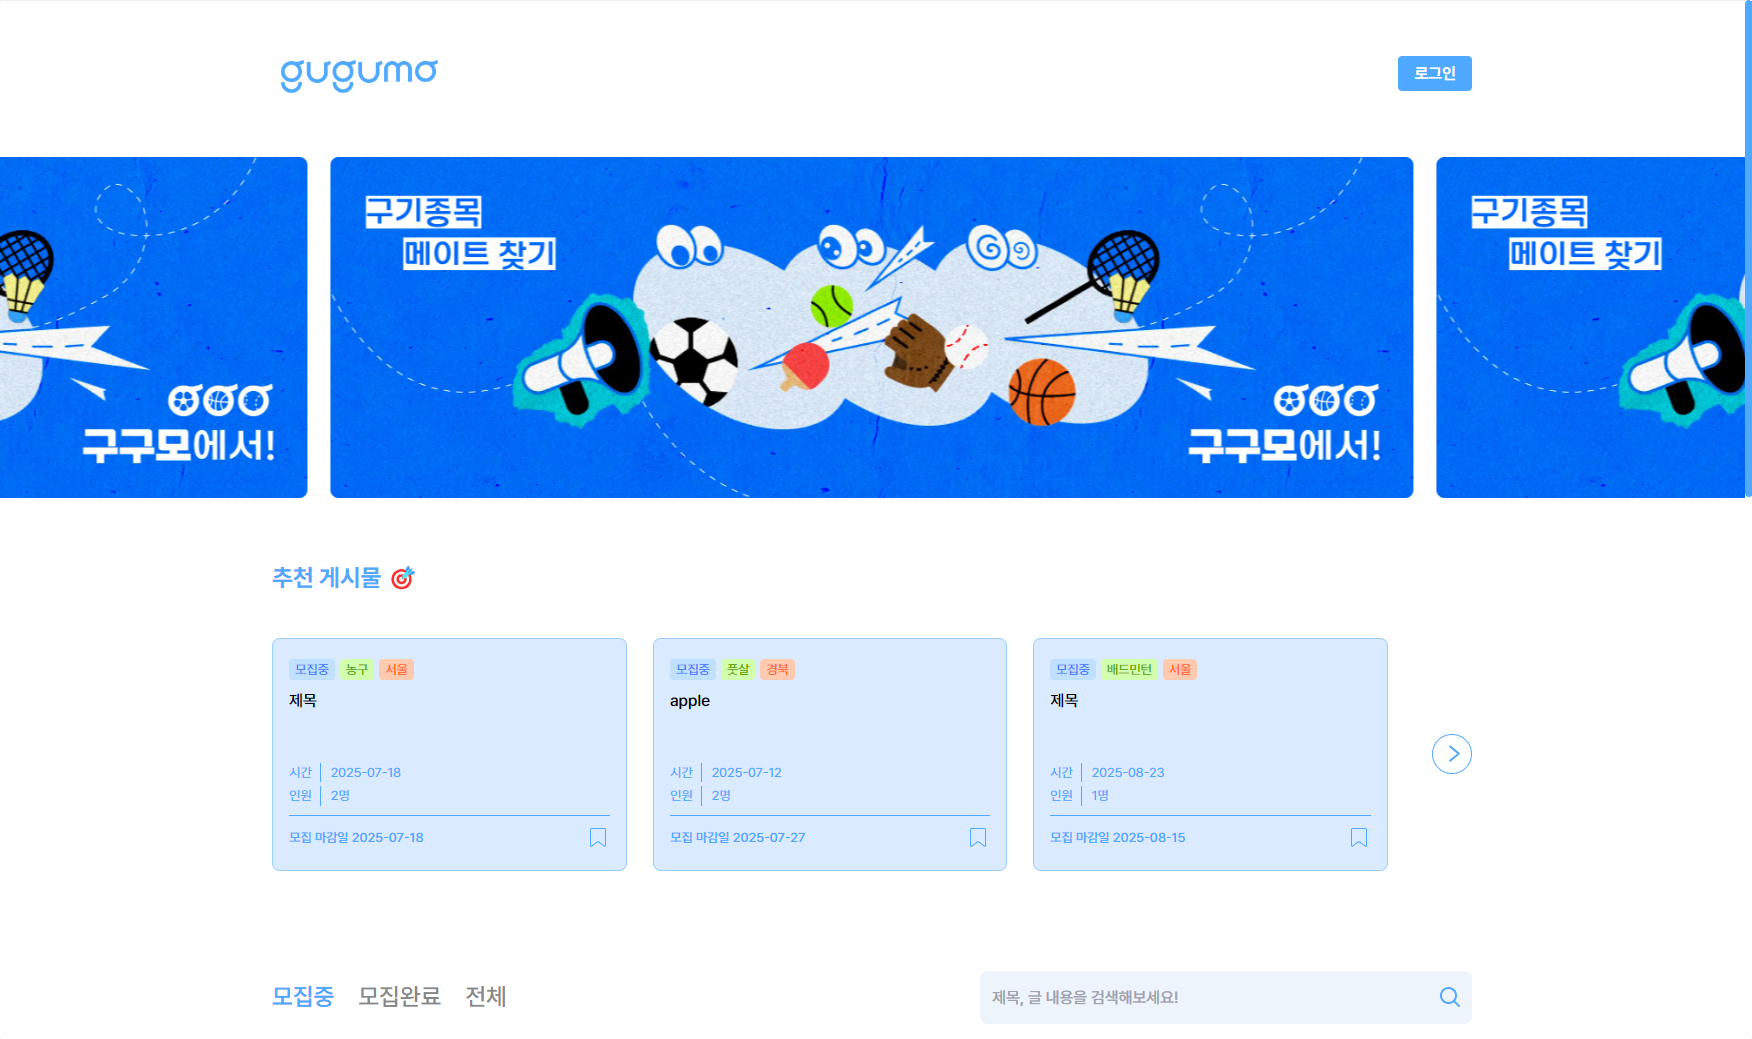 gugumo
로그인
구구모에서!
구기종목
메이트 찾기
구구모에서!
구기종목
메이트 찾기
추천 게시물
모집중 농구 서울
제목
시간 2025-07-18
인원 2명
모집 마감일 2025-07-18
모집중 풋살 경북
apple
시간 2025-07-12
인원 2명
모집 마감일 2025-07-27
모집중 배드민턴 서울
제목
시간 2025-08-23
인원 1명
모집 마감일 2025-08-15
모집중 모집완료 전체
제목, 글 내용을 검색해보세요!